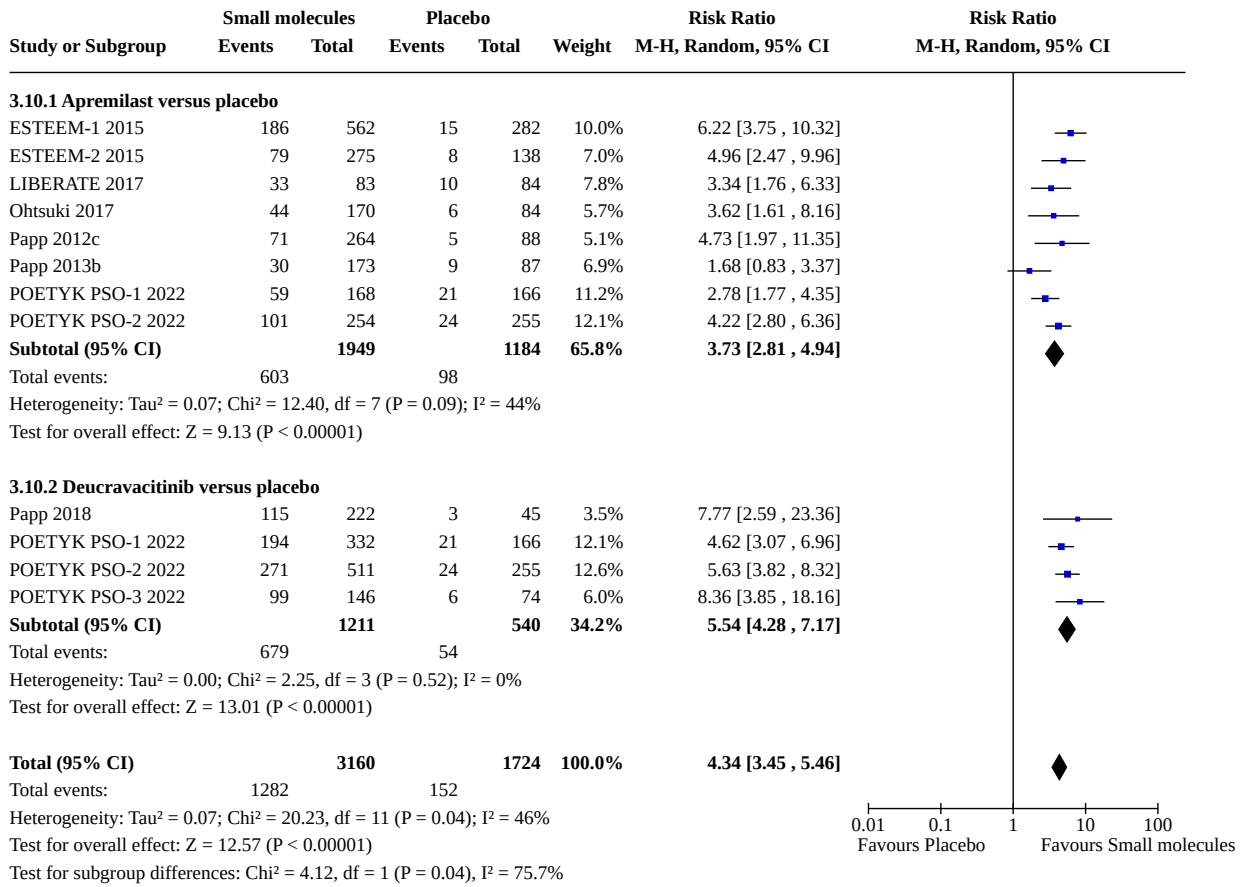 Small molecules Placebo Risk Ratio Risk Ratio
Study or Subgroup Events Total Events Total Weight M-H, Random, 95% CI M-H, Random, 95% CI
3.10.1 Apremilast versus placebo
ESTEEM-1 2015 186 562 15 282 10.0% 6.22 [3.75 , 10.32]
ESTEEM-2 2015 79 275 8 138 7.0% 4.96 [2.47 , 9.96]
LIBERATE 2017 33 83 10 84 7.8% 3.34 [1.76 , 6.33]
Ohtsuki 2017 44 170 6 84 5.7% 3.62 [1.61 , 8.16]
Papp 2012c 71 264 5 88 5.1% 4.73 [1.97 , 11.35]
Papp 2013b 30 173 9 87 6.9% 1.68 [0.83 , 3.37]
POETYK PSO-1 2022 59 168 21 166 11.2% 2.78 [1.77 , 4.35]
POETYK PSO-2 2022 101 254 24 255 12.1% 4.22 [2.80 , 6.36]
Subtotal (95% CI) 1949 1184 65.8% 3.73 [2.81 , 4.94]
Total events: 603 98
Heterogeneity: Tau² = 0.07; Chi² = 12.40, df = 7 (P = 0.09); I² = 44%
Test for overall effect: Z = 9.13 (P < 0.00001)
3.10.2 Deucravacitinib versus placebo
Papp 2018 115 222 3 45 3.5% 7.77 [2.59 , 23.36]
POETYK PSO-1 2022 194 332 21 166 12.1% 4.62 [3.07 , 6.96]
POETYK PSO-2 2022 271 511 24 255 12.6% 5.63 [3.82 , 8.32]
POETYK PSO-3 2022 99 146 6 74 6.0% 8.36 [3.85 , 18.16]
Subtotal (95% CI) 1211 540 34.2% 5.54 [4.28 , 7.17]
Total events: 679 54
Heterogeneity: Tau² = 0.00; Chi² = 2.25, df = 3 (P = 0.52); I² = 0%
Test for overall effect: Z = 13.01 (P < 0.00001)
Total (95% CI) 3160 1724 100.0% 4.34 [3.45 , 5.46]
Total events: 1282 152
Heterogeneity: Tau² = 0.07; Chi² = 20.23, df = 11 (P = 0.04); I² = 46%
Test for overall effect: Z = 12.57 (P < 0.00001)
Test for subgroup differences: Chi² = 4.12, df = 1 (P = 0.04), I² = 75.7%
0.01 0.1 1 10 100
Favours Placebo Favours Small molecules